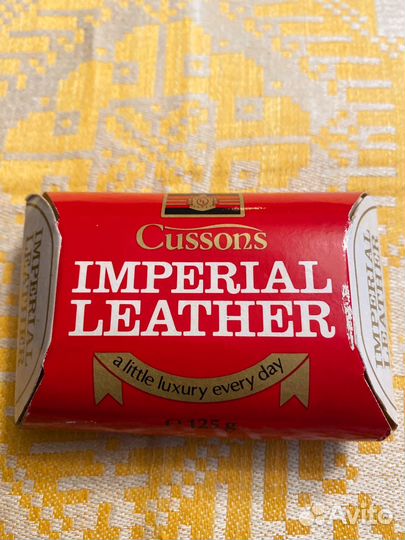 Cussons
IMPERIAL
LEATHER
a little luxury every day
℮ 125 g
IMPERIAL
LEATHER
IMPERIAL
LEATHER
Avito